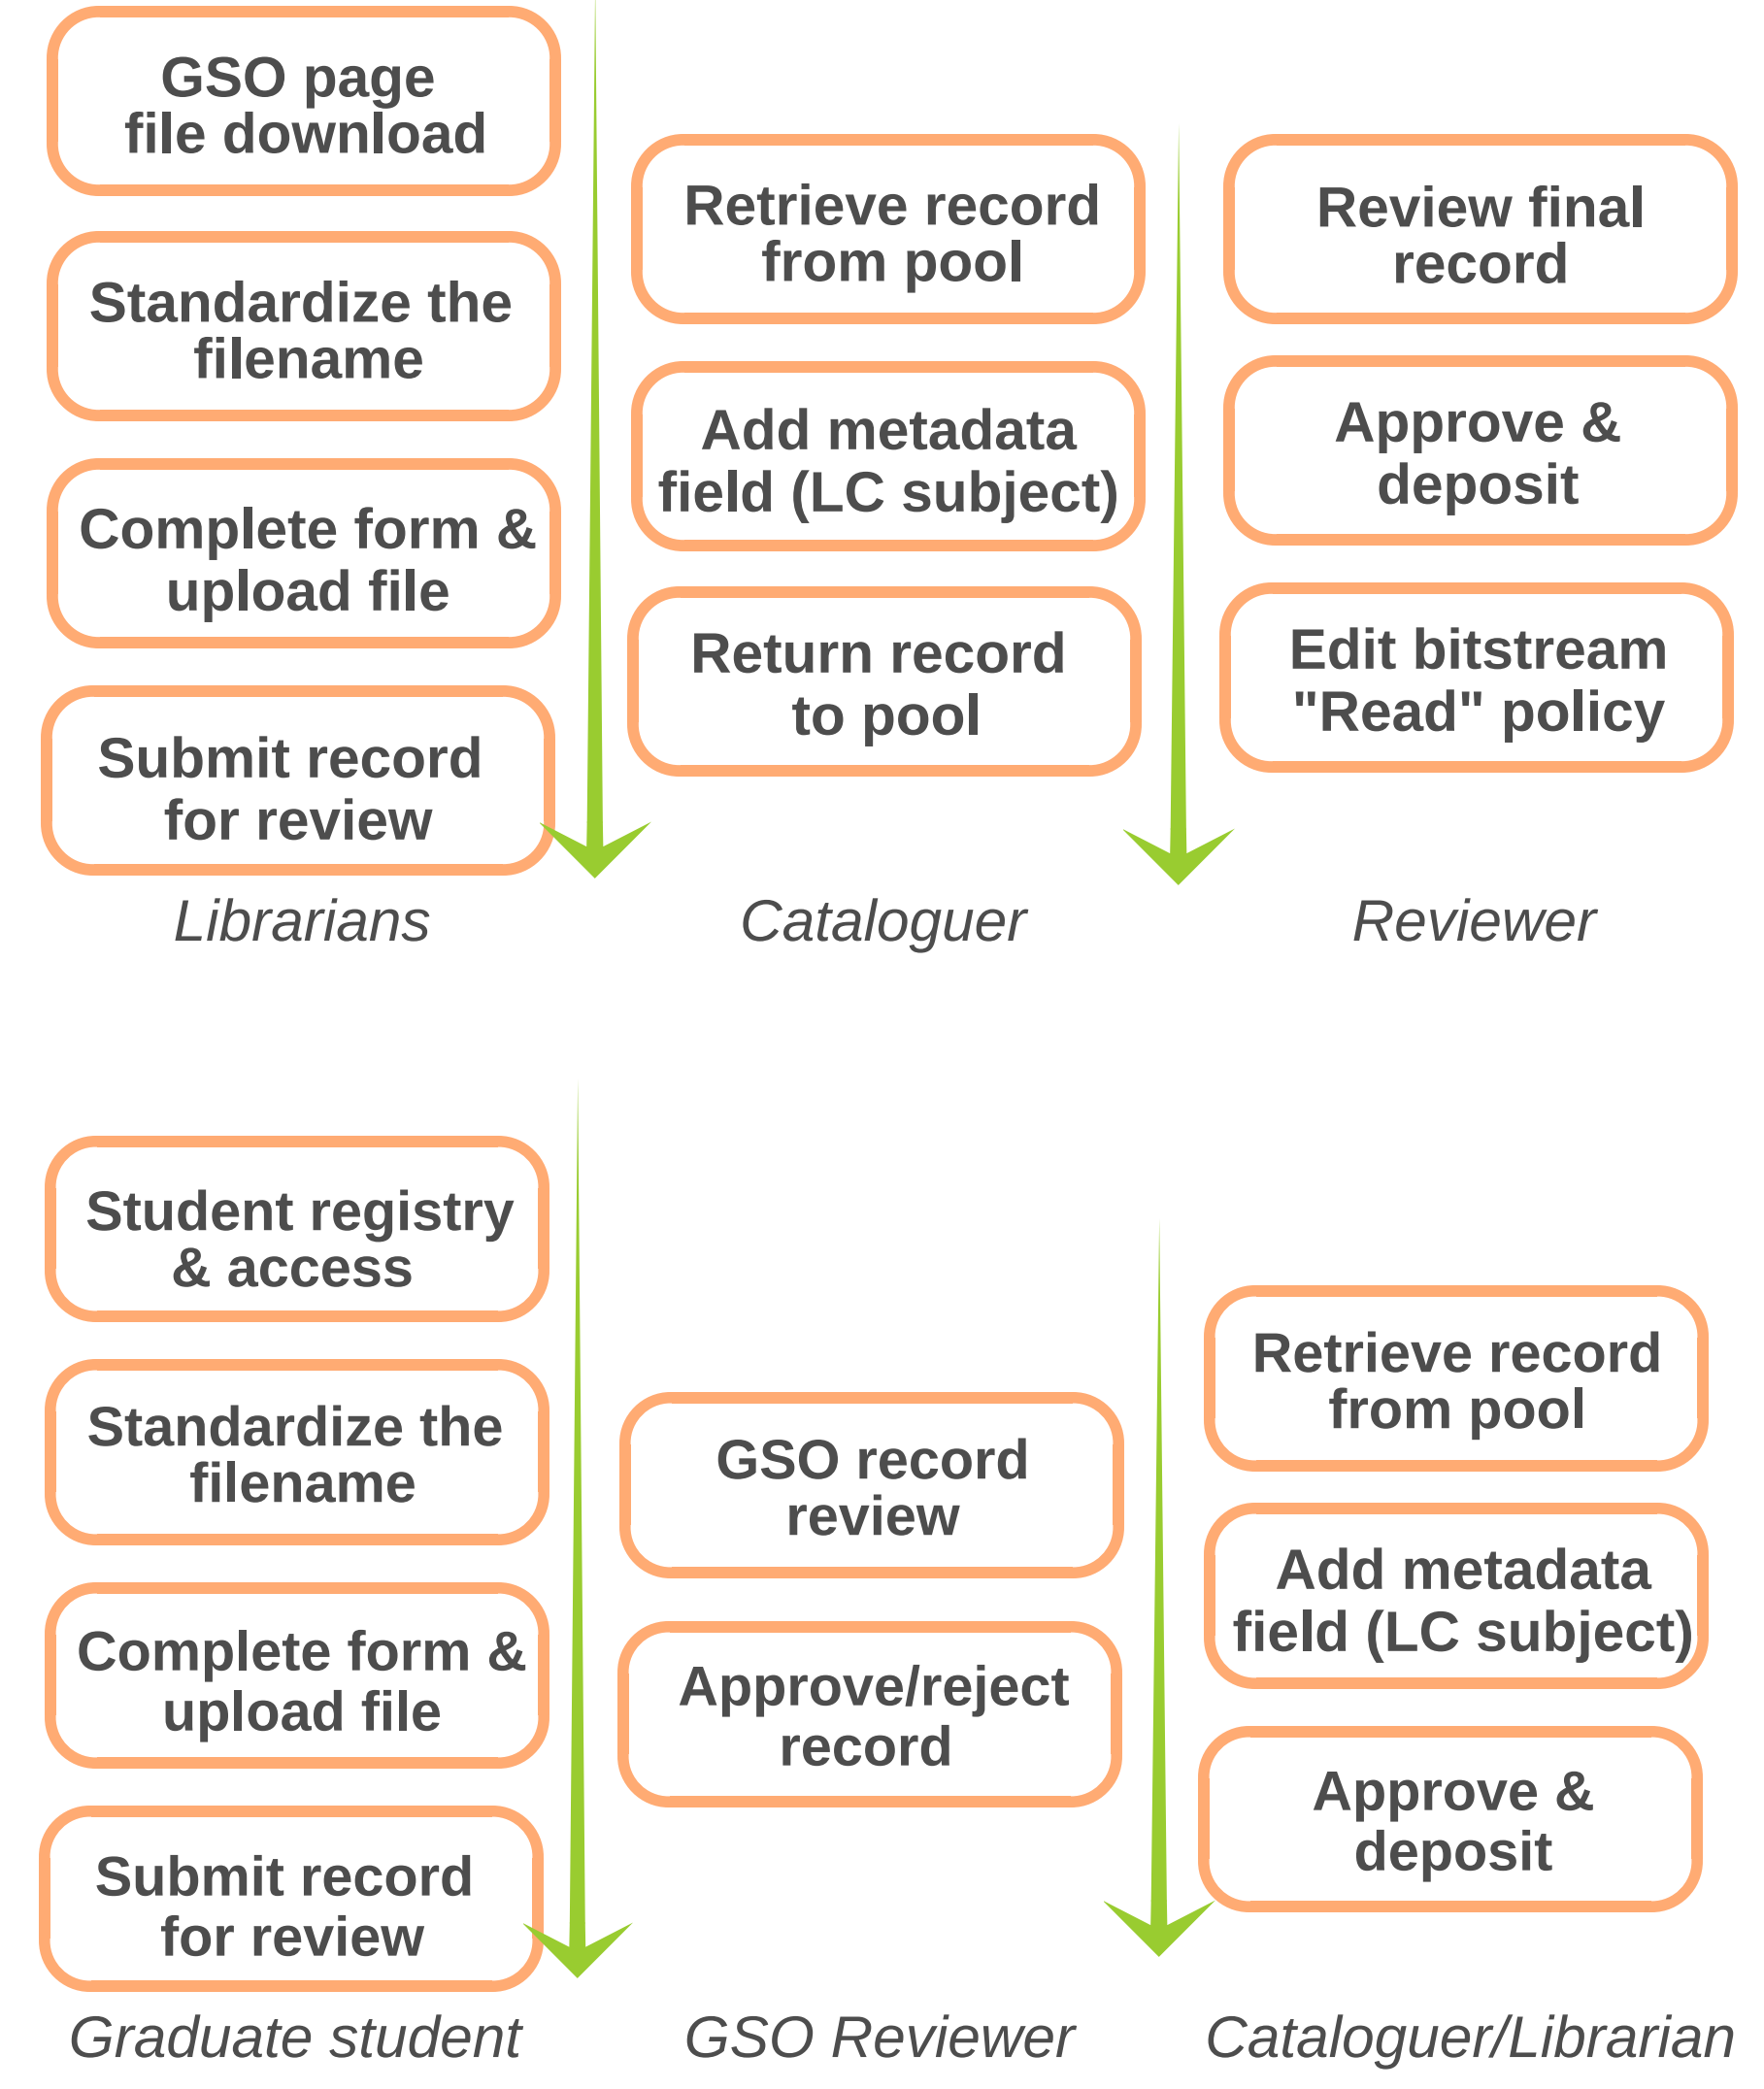 GSO page
file download
Standardize the
filename
Complete form &
upload file
Submit record
for review
Librarians
Retrieve record
from pool
Add metadata
field (LC subject)
Return record
to pool
Cataloguer
Review final
record
Approve &
deposit
Edit bitstream
"Read" policy
Reviewer
Student registry
& access
Standardize the
filename
Complete form &
upload file
Submit record
for review
Graduate student
GSO record
review
Approve/reject
record
GSO Reviewer
Retrieve record
from pool
Add metadata
field (LC subject)
Approve &
deposit
Cataloguer/Librarian